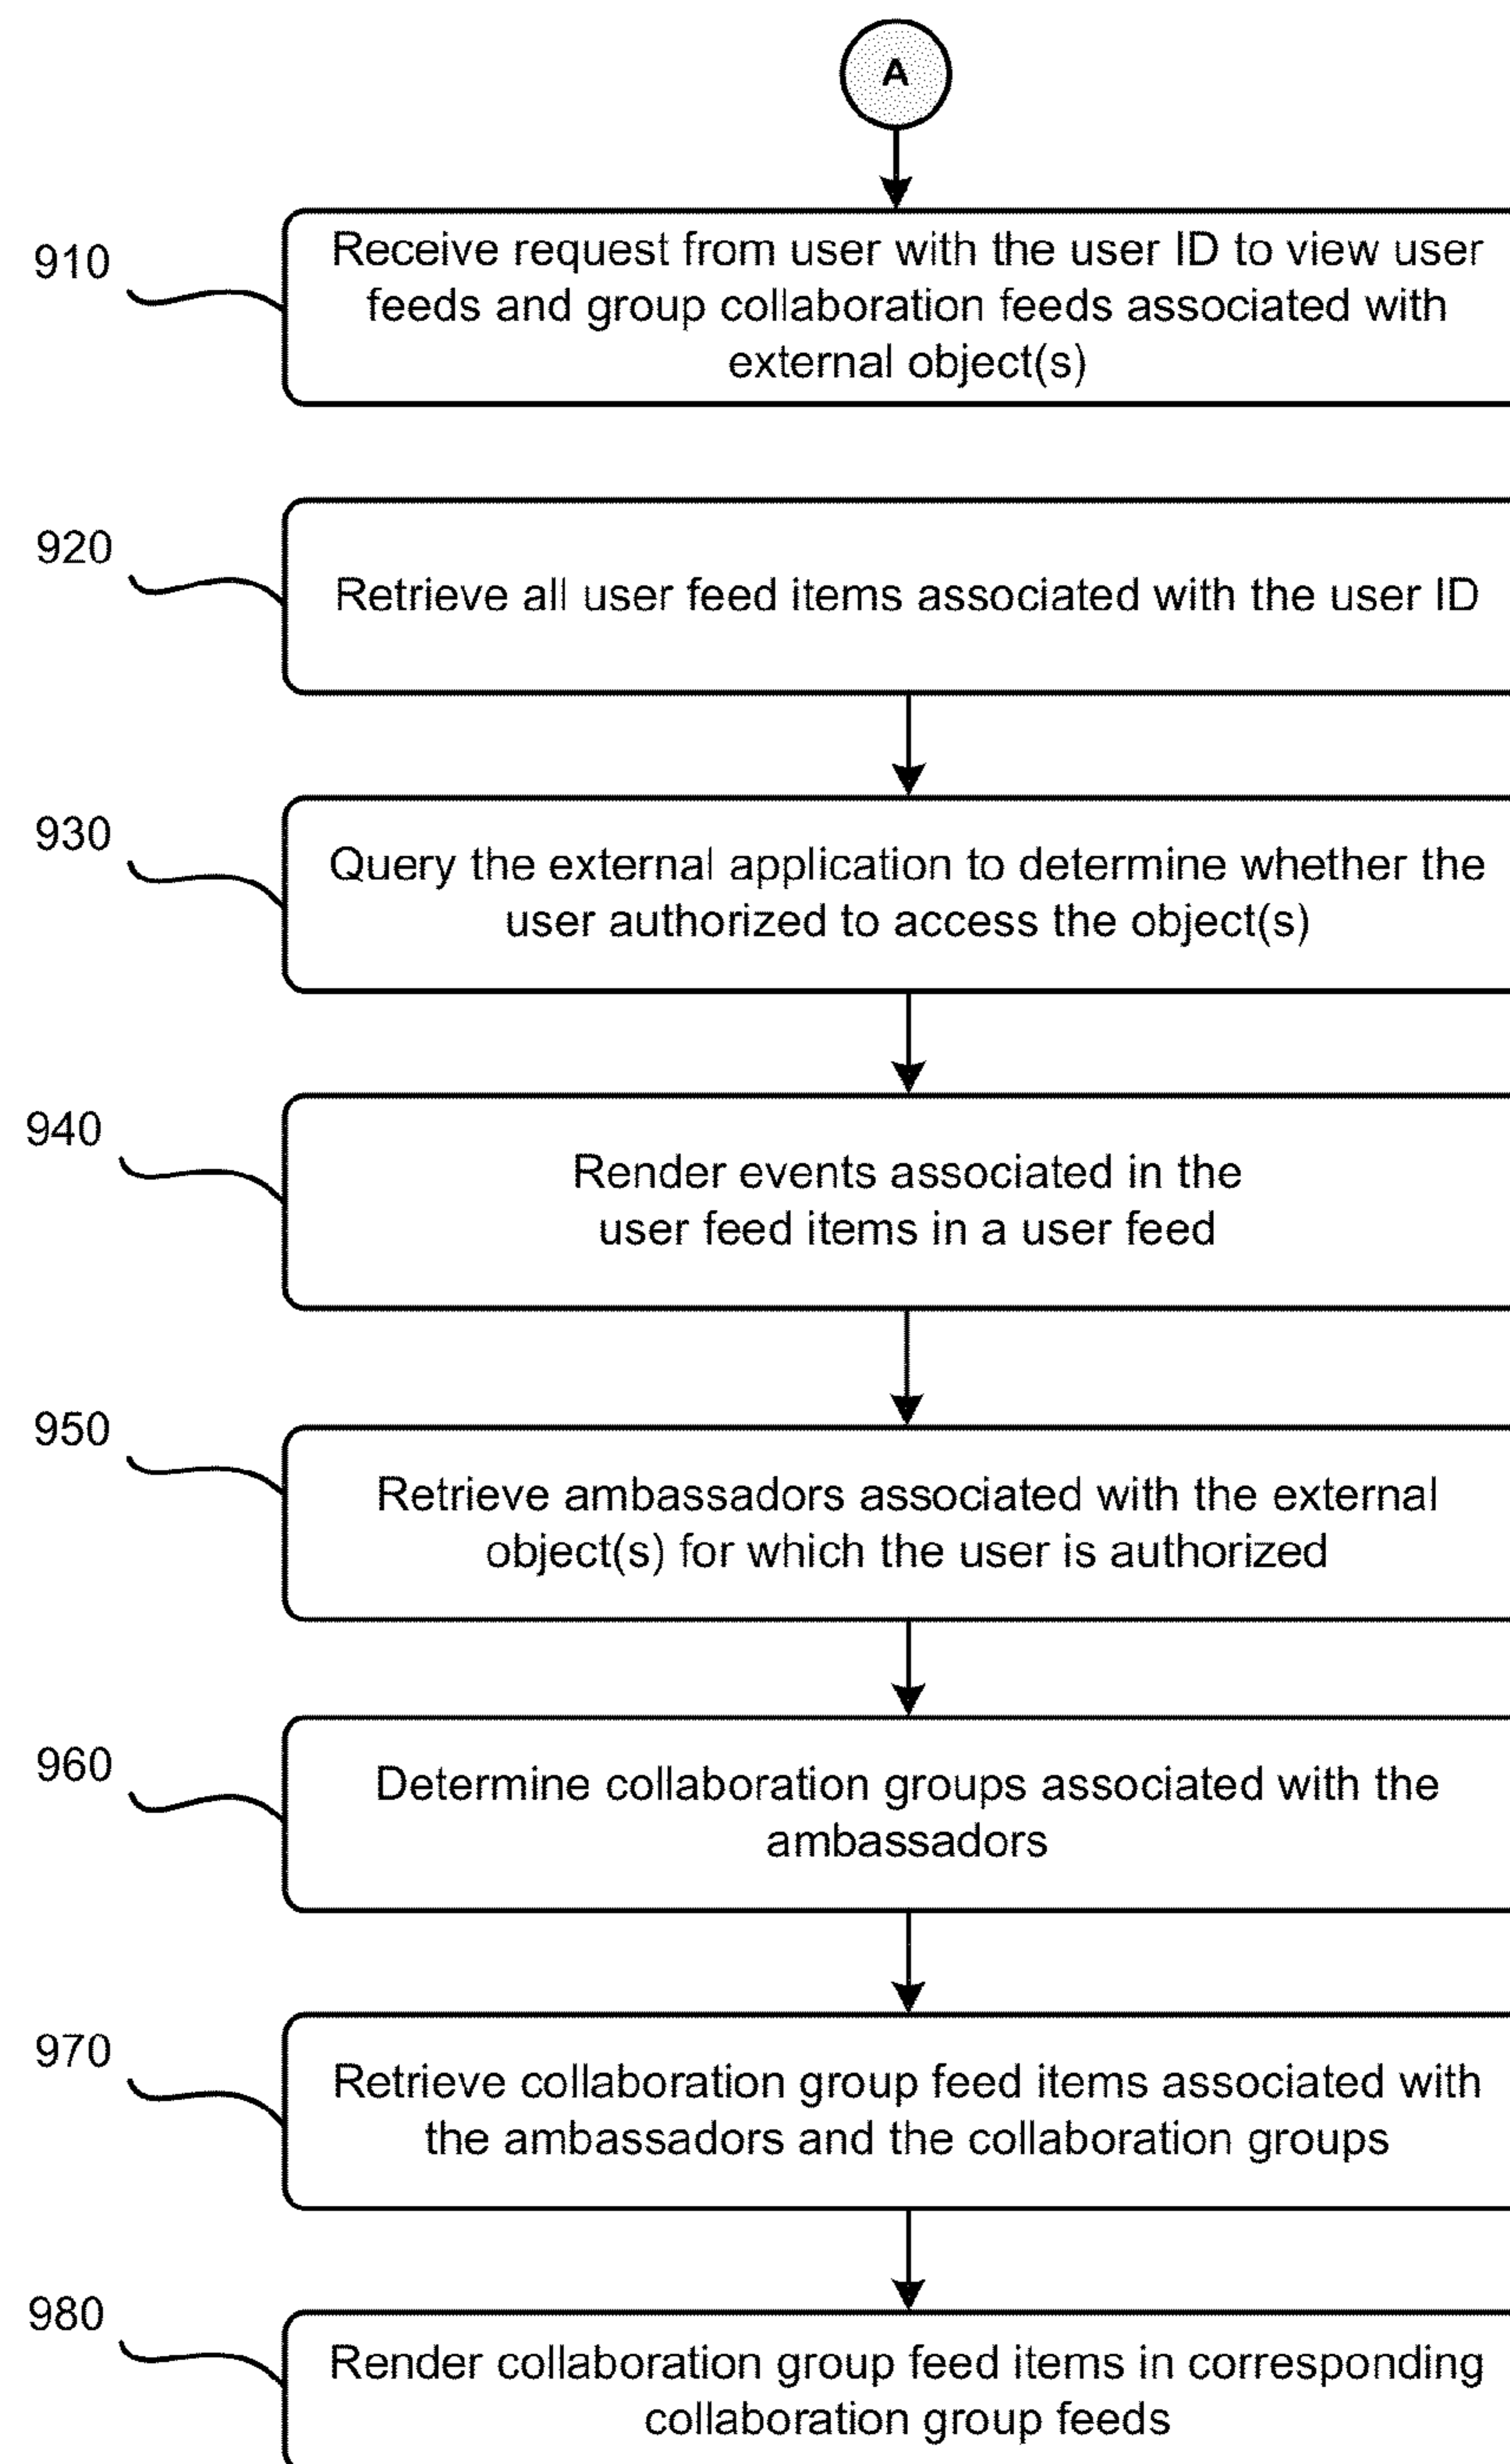 A
910
Receive request from user with the user ID to view user
feeds and group collaboration feeds associated with
external object(s)
920
Retrieve all user feed items associated with the user ID
930
Query the external application to determine whether the
user authorized to access the object(s)
940
Render events associated in the
user feed items in a user feed
950
Retrieve ambassadors associated with the external
object(s) for which the user is authorized
960
Determine collaboration groups associated with the
ambassadors
970
Retrieve collaboration group feed items associated with
the ambassadors and the collaboration groups
980
Render collaboration group feed items in corresponding
collaboration group feeds